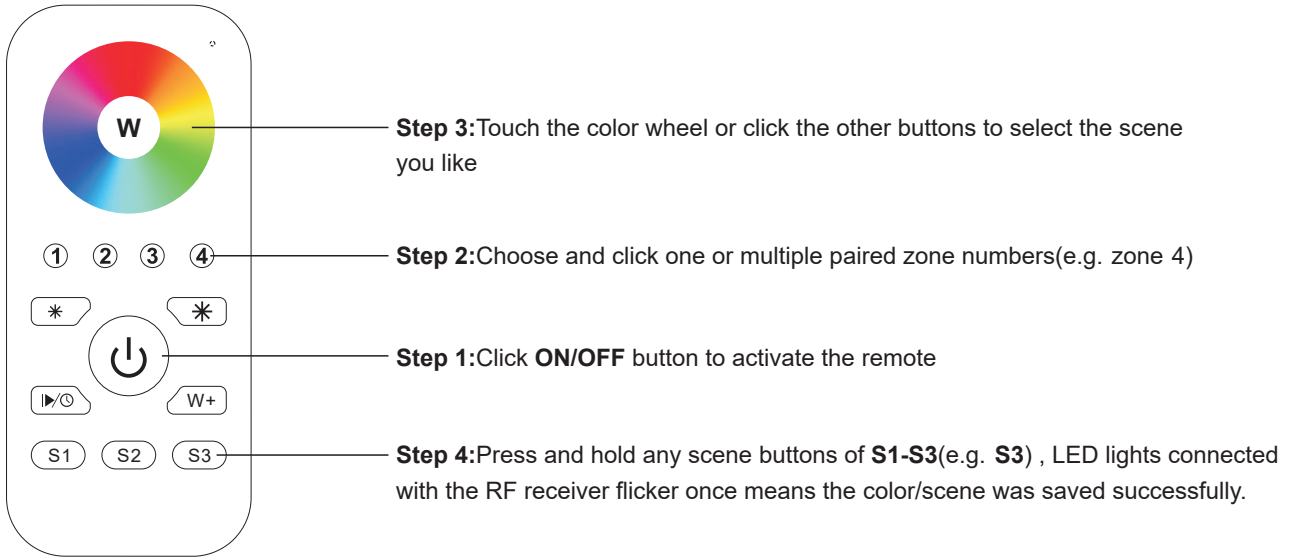 W
Step 3:Touch the color wheel or click the other buttons to select the scene
you like
① ② ③ ④
Step 2:Choose and click one or multiple paired zone numbers(e.g. zone 4)
Step 1:Click ON/OFF button to activate the remote
W+
S1 S2 S3
Step 4:Press and hold any scene buttons of S1-S3(e.g. S3) , LED lights connected
with the RF receiver flicker once means the color/scene was saved successfully.